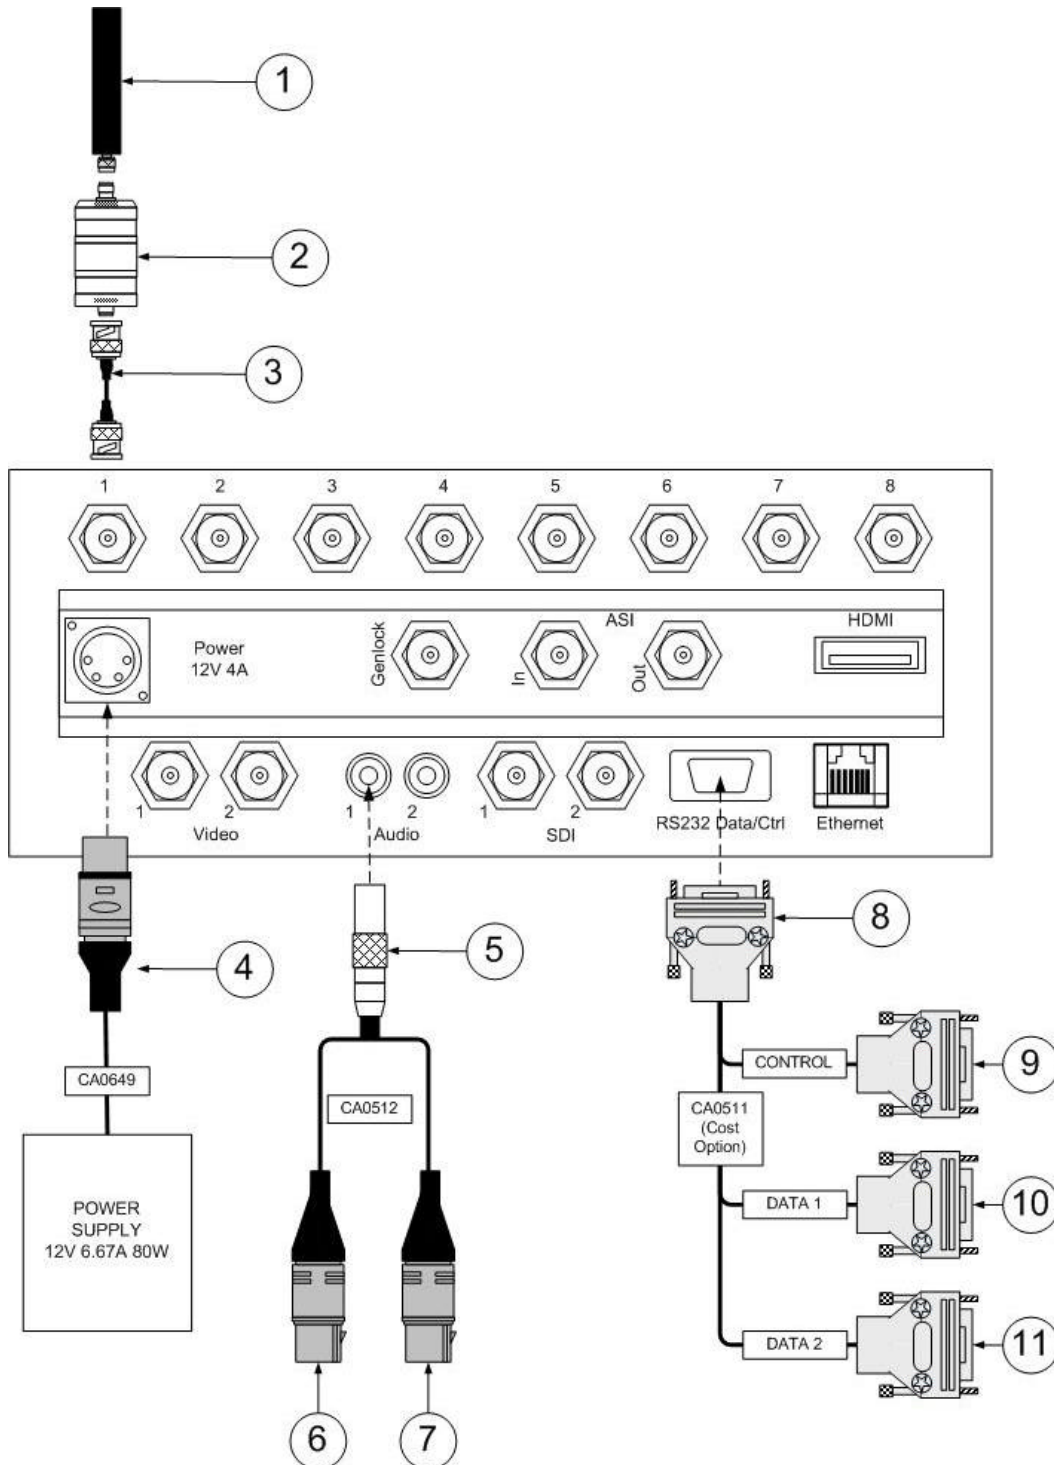 1
2
3
1 2 3 4 5 6 7 8
Power
12V 4A
Genlock
In
ASI
Out
HDMI
1 2
Video
1 2
Audio
1 2
SDI
RS232 Data/Ctrl
Ethernet
4
5
8
CA0649
CA0512
CONTROL
9
CA0511
(Cost
Option)
DATA 1
10
DATA 2
11
POWER
SUPPLY
12V 6.67A 80W
6
7